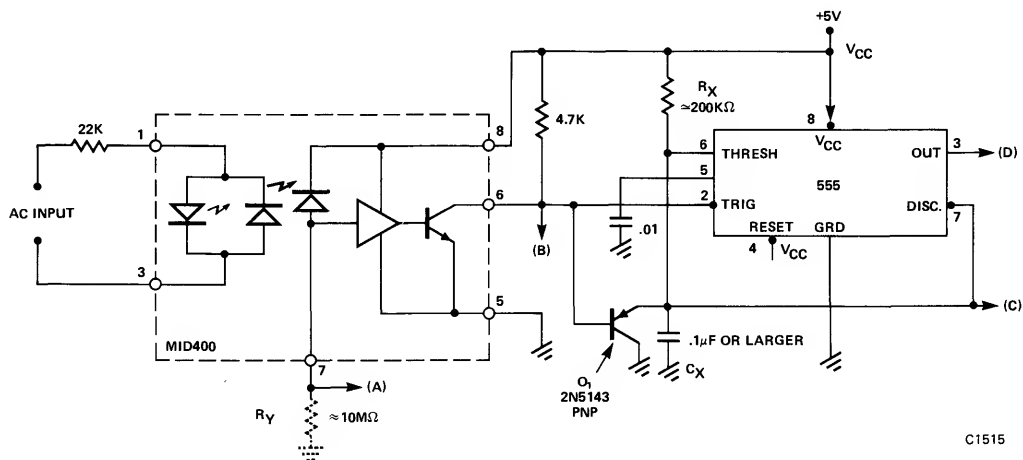 +5V
VCC
RX
≈200KΩ
22K
1
8
4.7K
8
VCC
6
THRESH
OUT
3
(D)
5
555
AC INPUT
6
2
TRIG
DISC.
7
(B)
.01
RESET
GRD
4
VCC
3
5
(C)
MID400
.1μF OR LARGER
7
CX
(A)
O1
2N5143
PNP
RY
≈10MΩ
C1515